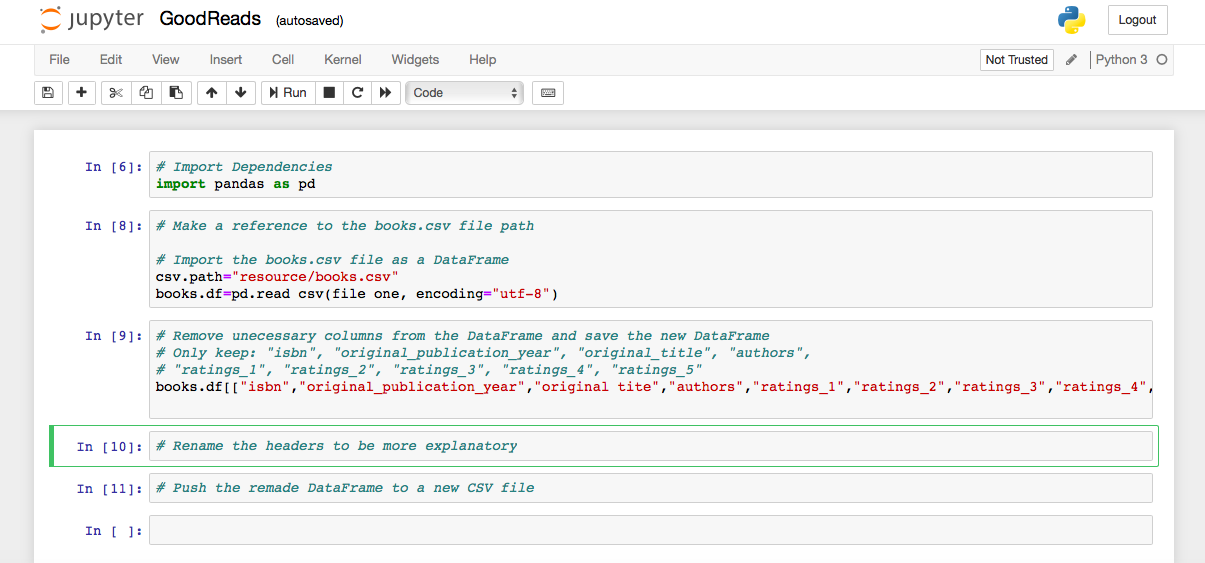 jupyter GoodReads (autosaved) Logout
File Edit View Insert Cell Kernel Widgets Help Not Trusted Python 3
Run Code
In [6]: # Import Dependencies
import pandas as pd
In [8]: # Make a reference to the books.csv file path
# Import the books.csv file as a DataFrame
csv.path="resource/books.csv"
books.df=pd.read csv(file one, encoding="utf-8")
In [9]: # Remove unecessary columns from the DataFrame and save the new DataFrame
# Only keep: "isbn", "original_publication_year", "original_title", "authors",
# "ratings_1", "ratings_2", "ratings_3", "ratings_4", "ratings_5"
books.df[["isbn","original_publication_year","original tite","authors","ratings_1","ratings_2","ratings_3","ratings_4",
In [10]: # Rename the headers to be more explanatory
In [11]: # Push the remade DataFrame to a new CSV file
In [ ]: